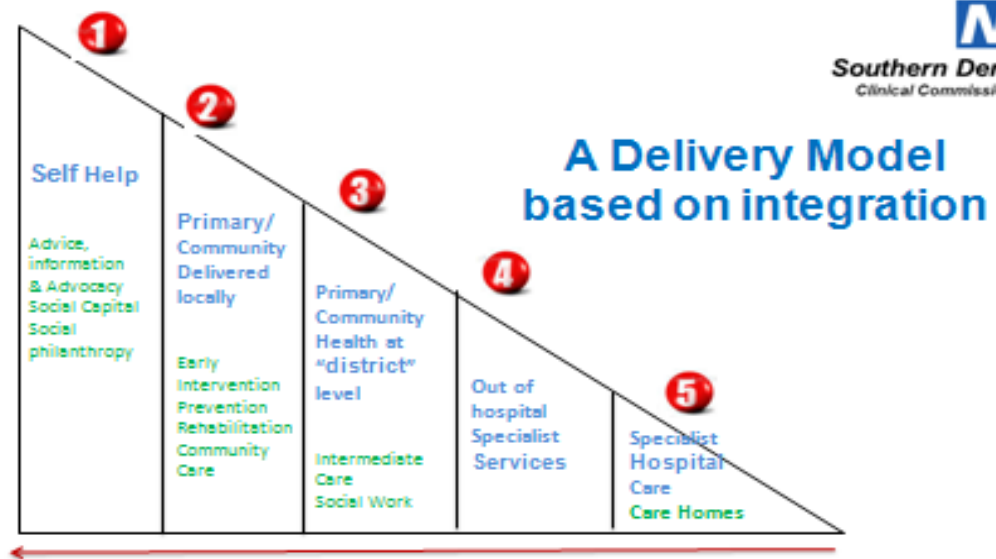 Southern Der
Clinical Commissi
A Delivery Model
based on integration
1
Self Help
Advice,
information
& Advocacy
Social Capital
Social
philanthropy
2
Primary/
Community
Delivered
locally
Early
Intervention
Prevention
Rehabilitation
Community
Care
3
Primary/
Community
Health at
"district"
level
Intermediate
Care
Social Work
4
Out of
hospital
Specialist
Services
5
Specialist
Hospital
Care
Care Homes